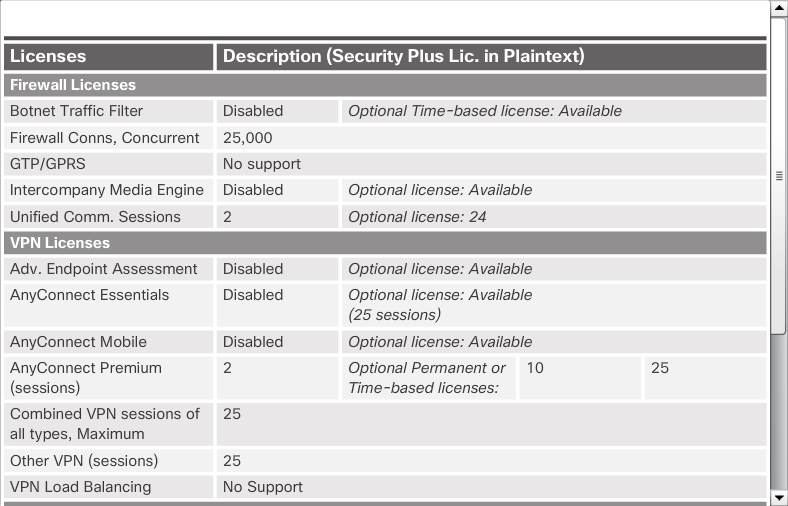 Licenses Description (Security Plus Lic. in Plaintext)
Firewall Licenses
Botnet Traffic Filter Disabled Optional Time-based license: Available
Firewall Conns, Concurrent 25,000
GTP/GPRS No support
Intercompany Media Engine Disabled Optional license: Available
Unified Comm. Sessions 2 Optional license: 24
VPN Licenses
Adv. Endpoint Assessment Disabled Optional license: Available
AnyConnect Essentials Disabled Optional license: Available
(25 sessions)
AnyConnect Mobile Disabled Optional license: Available
AnyConnect Premium 2 Optional Permanent or 10 25
(sessions) Time-based licenses:
Combined VPN sessions of 25
all types, Maximum
Other VPN (sessions) 25
VPN Load Balancing No Support